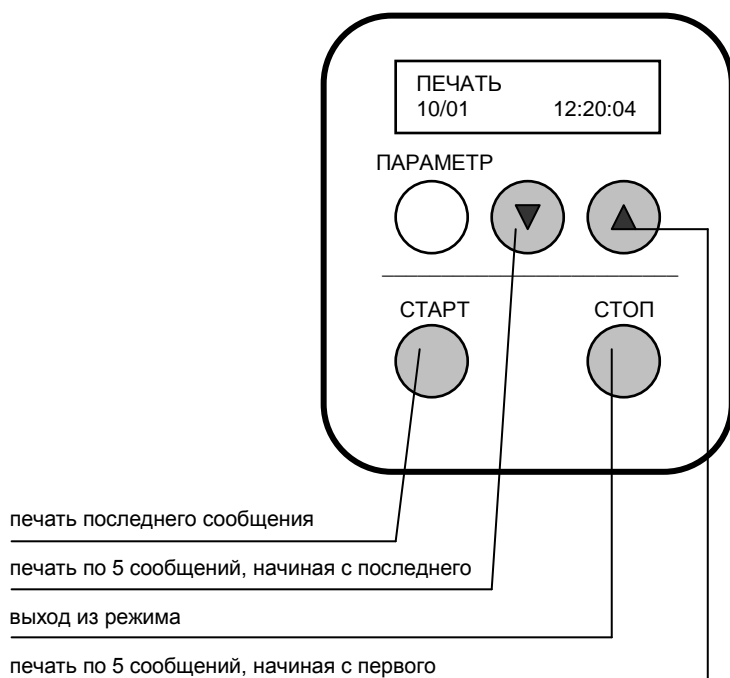 ПЕЧАТЬ
10/01 12:20:04
ПАРАМЕТР
СТАРТ СТОП
печать последнего сообщения
печать по 5 сообщений, начиная с последнего
выход из режима
печать по 5 сообщений, начиная с первого